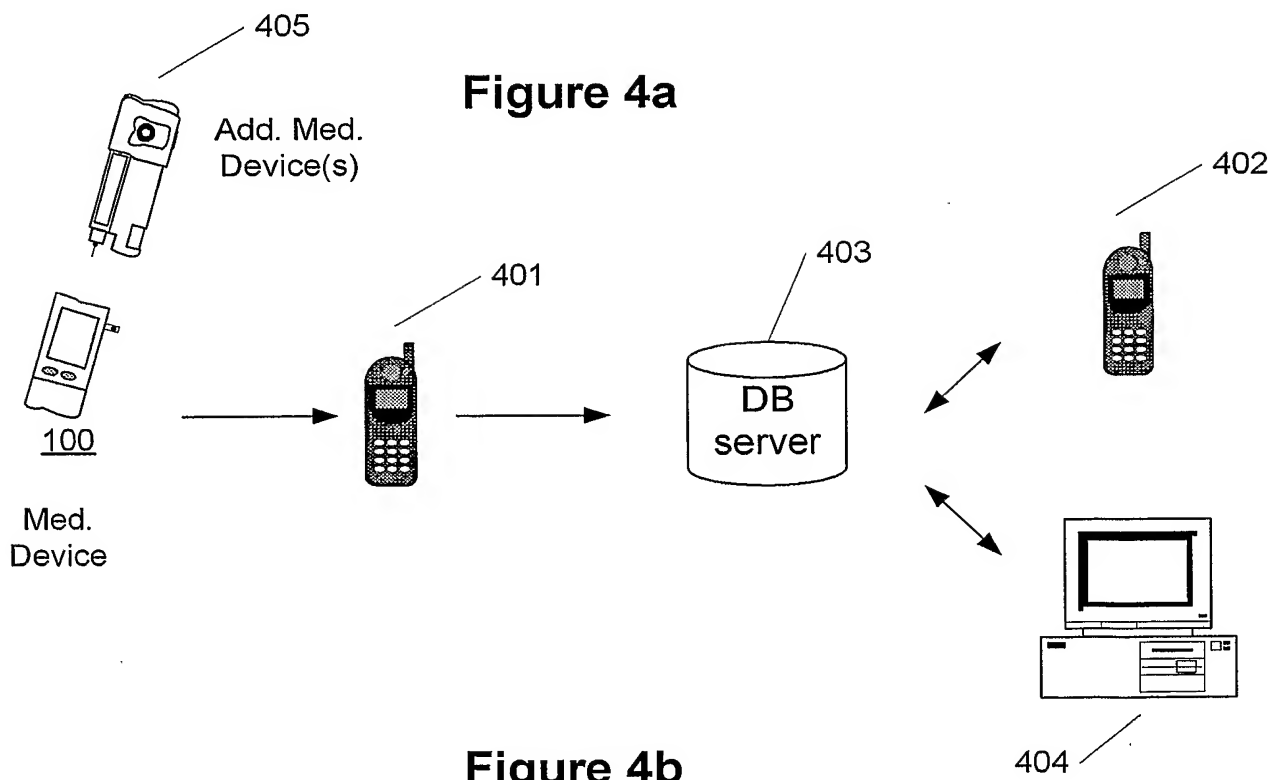 405
Figure 4a
Add. Med.
Device(s)
402
403
401
DB
server
100
Med.
Device
Figure 4b
404